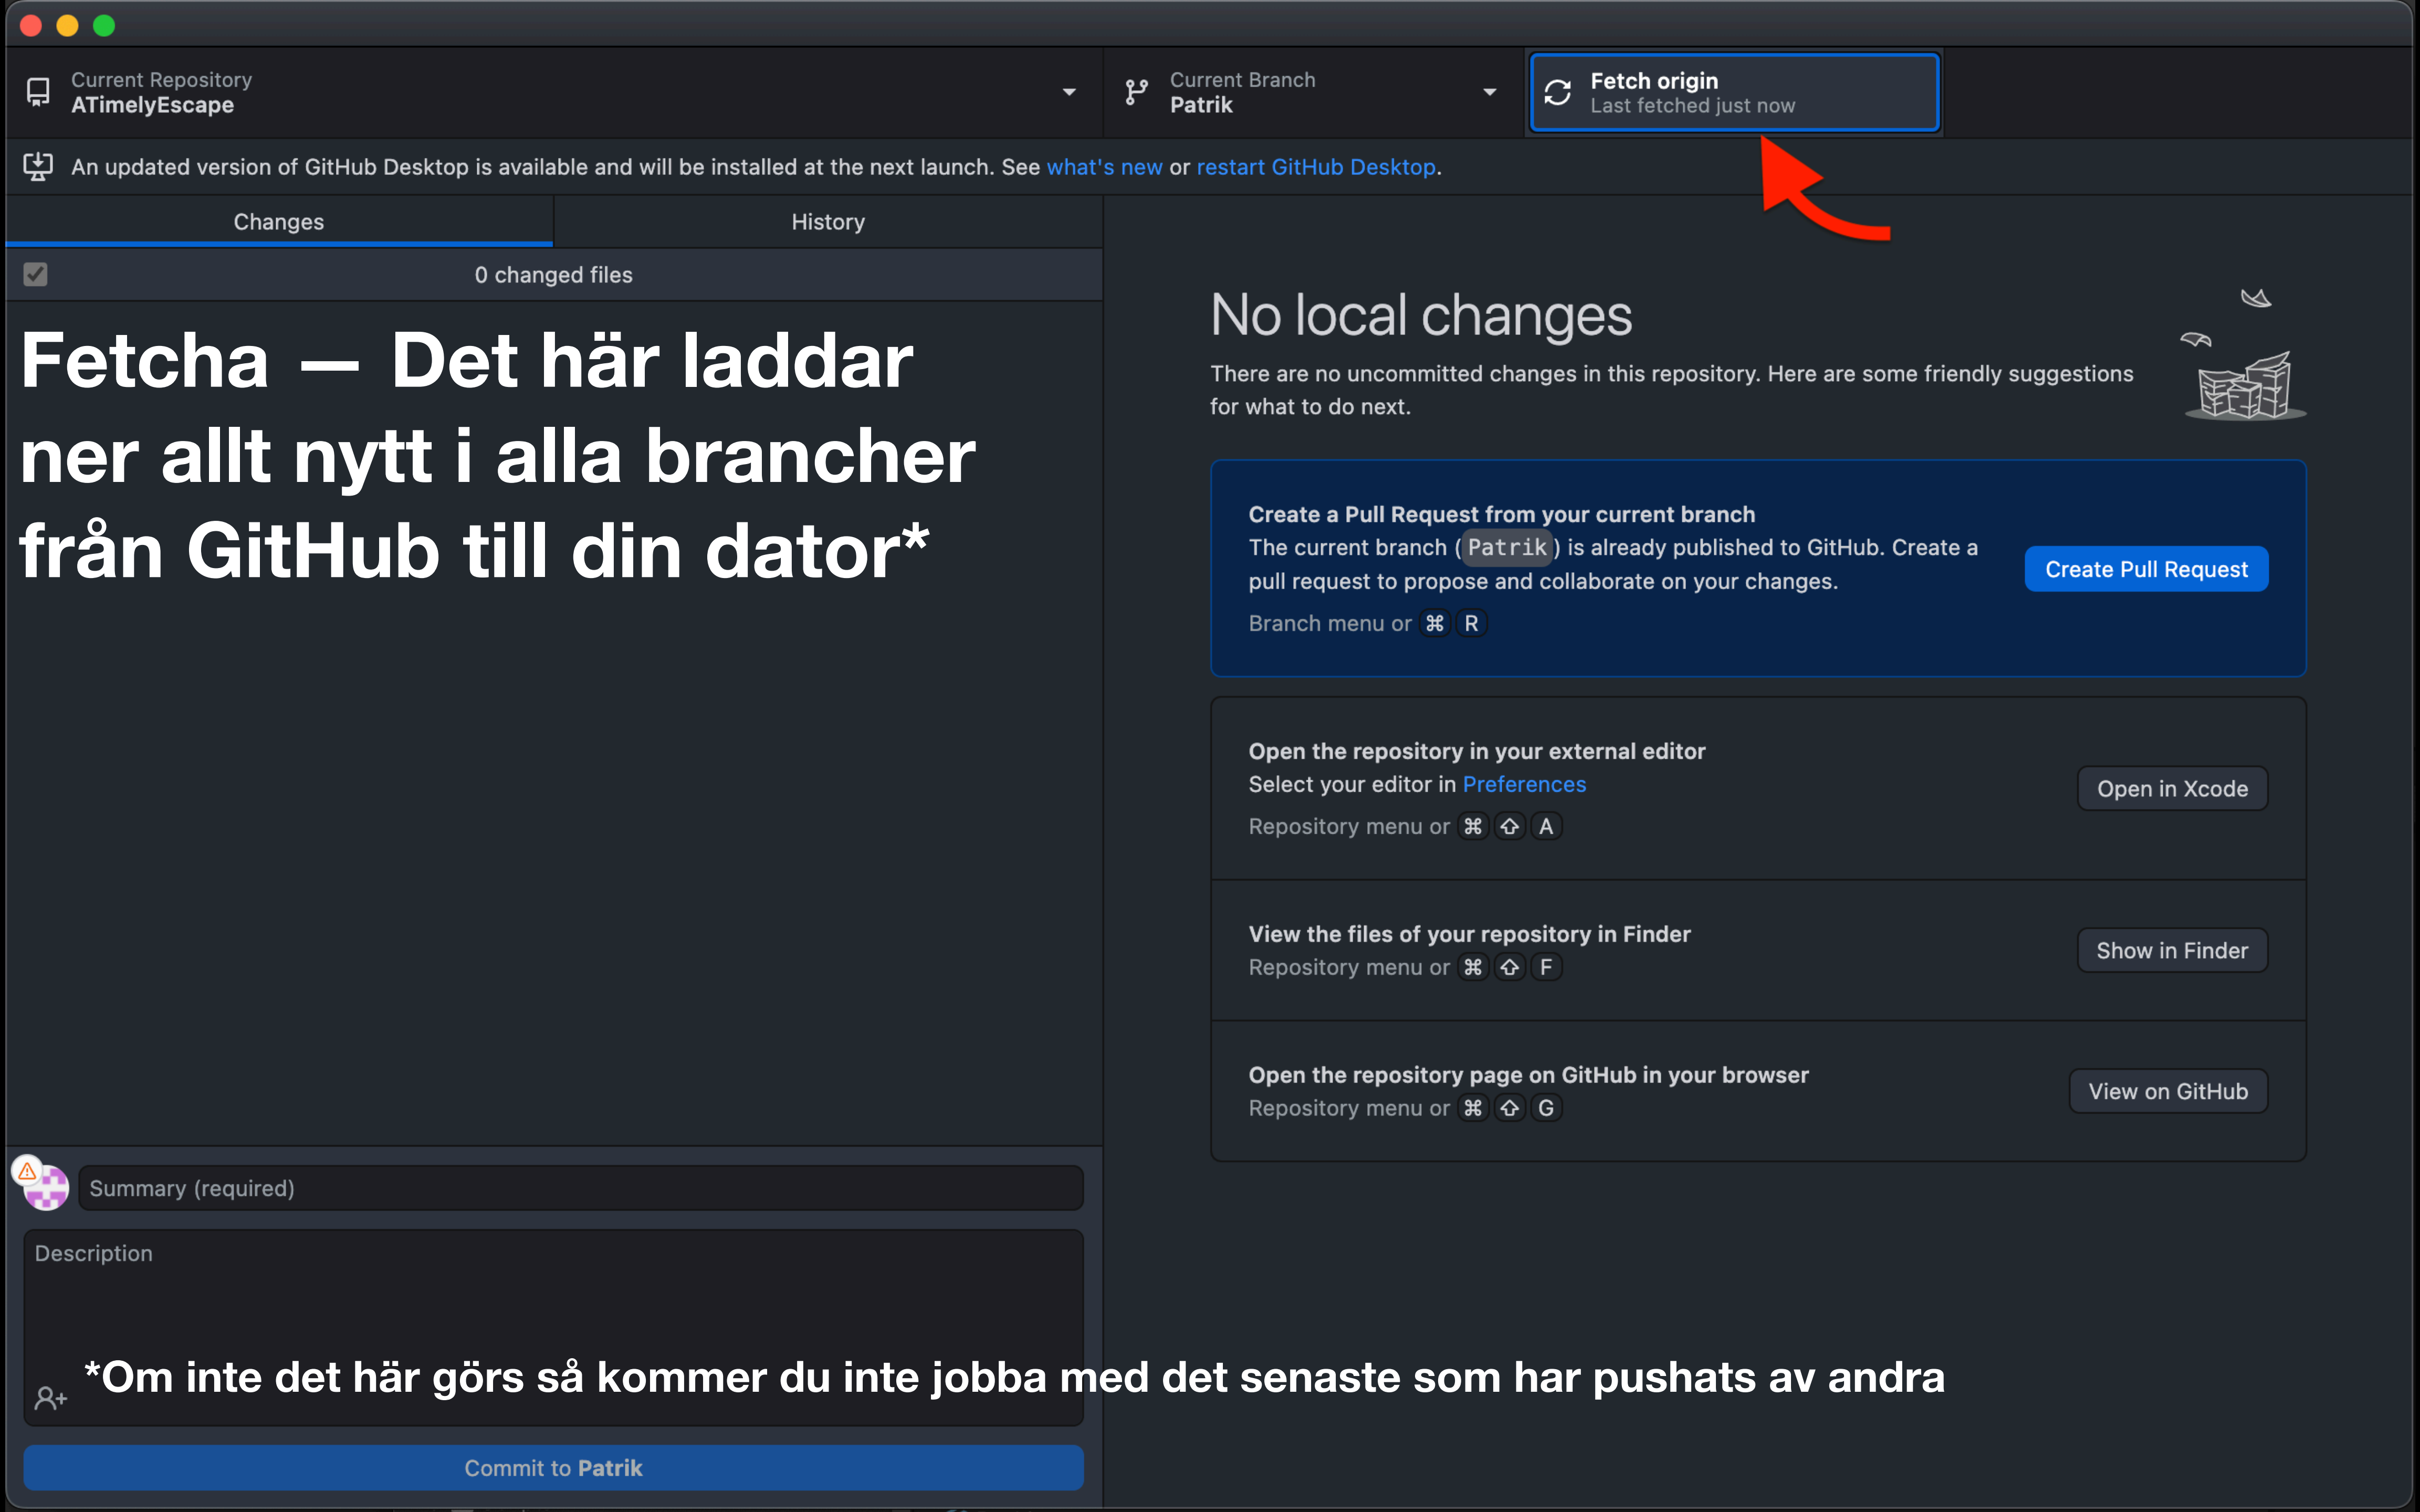 Current Repository
ATimelyEscape
Current Branch
Patrik
Fetch origin
Last fetched just now
An updated version of GitHub Desktop is available and will be installed at the next launch. See what's new or restart GitHub Desktop.
Changes
History
0 changed files
Fetcha — Det här laddar
ner allt nytt i alla brancher
från GitHub till din dator*
No local changes
There are no uncommitted changes in this repository. Here are some friendly suggestions
for what to do next.
Create a Pull Request from your current branch
The current branch (Patrik) is already published to GitHub. Create a
pull request to propose and collaborate on your changes.
Branch menu or ⌘ R
Create Pull Request
Open the repository in your external editor
Select your editor in Preferences
Repository menu or ⌘ ⇧ A
Open in Xcode
View the files of your repository in Finder
Repository menu or ⌘ ⇧ F
Show in Finder
Open the repository page on GitHub in your browser
Repository menu or ⌘ ⇧ G
View on GitHub
Summary (required)
Description
*Om inte det här görs så kommer du inte jobba med det senaste som har pushats av andra
Commit to Patrik